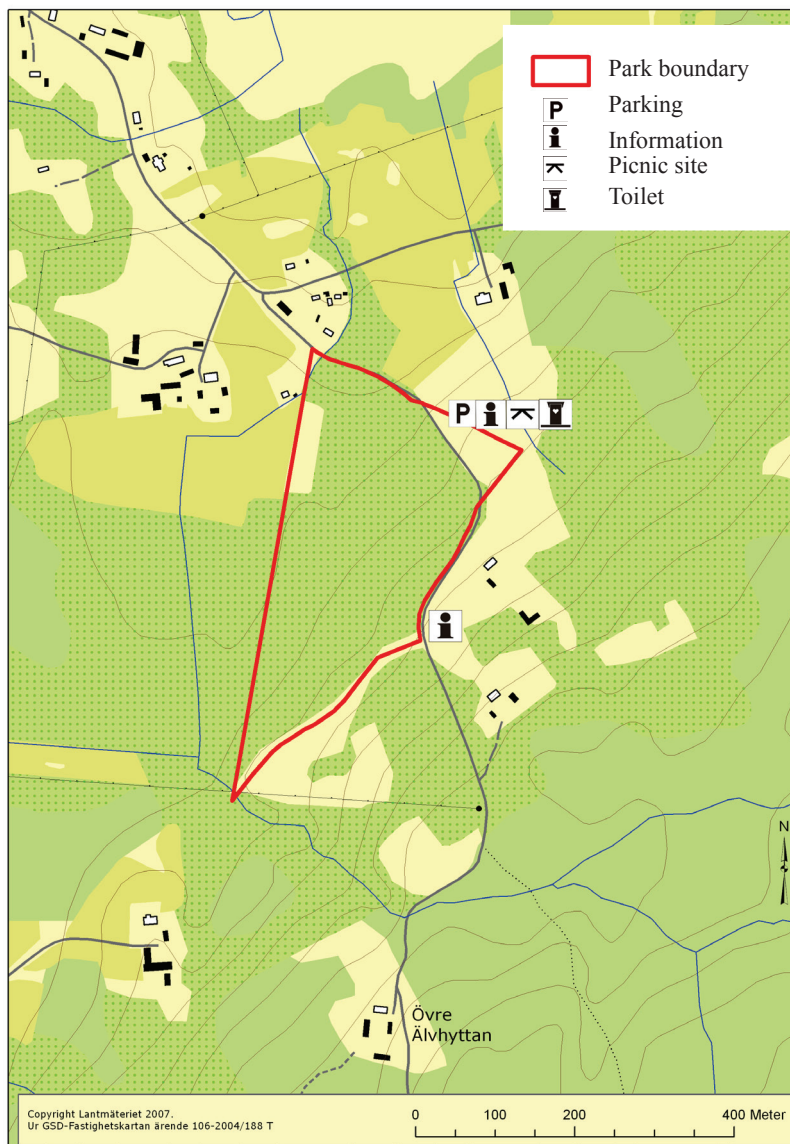 Park boundary
P Parking
i Information
Picnic site
Toilet
P i
i
N
Övre
Älvhyttan
Copyright Lantmäteriet 2007.
Ur GSD-Fastighetskartan ärende 106-2004/188 T
0 100 200 400 Meter